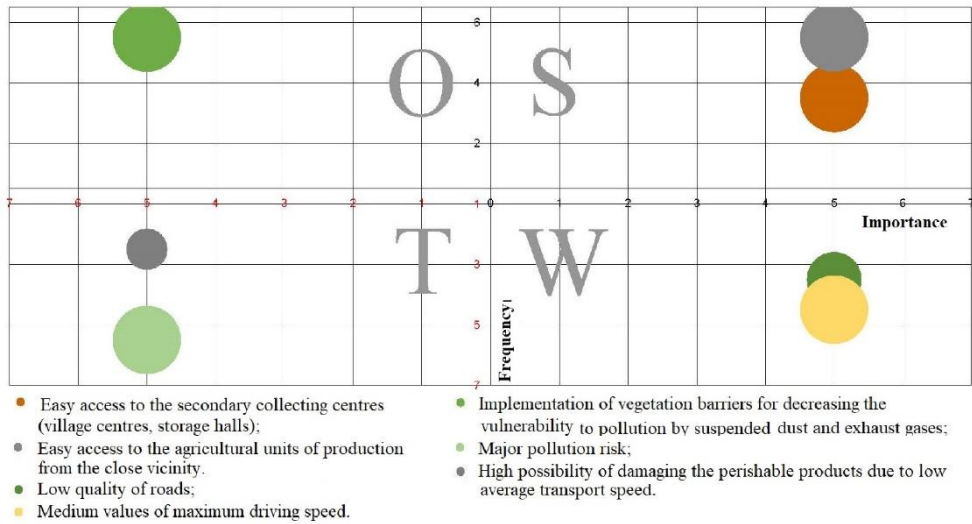 6
O S
4
2
7 6 5 4 3 2 1 1 0 1 2 3 4 5 6 7
Importance
T W
3
5
Frequency
7
Easy access to the secondary collecting centres
(village centres, storage halls);
Easy access to the agricultural units of production
from the close vicinity.
Low quality of roads;
Medium values of maximum driving speed.
Implementation of vegetation barriers for decreasing the
vulnerability to pollution by suspended dust and exhaust gases;
Major pollution risk;
High possibility of damaging the perishable products due to low
average transport speed.